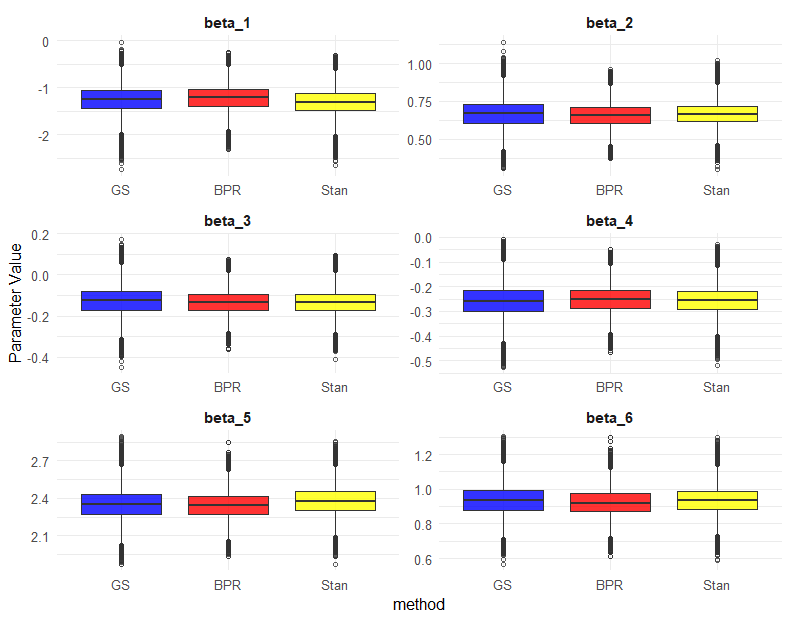 beta_1
0
-1
-2
GS BPR Stan
beta_2
1.00
0.75
0.50
GS BPR Stan
beta_3
0.2
0.0
-0.2
-0.4
GS BPR Stan
beta_4
0.0
-0.1
-0.2
-0.3
-0.4
-0.5
GS BPR Stan
beta_5
2.7
2.4
2.1
GS BPR Stan
beta_6
1.2
1.0
0.8
0.6
GS BPR Stan
Parameter Value
method